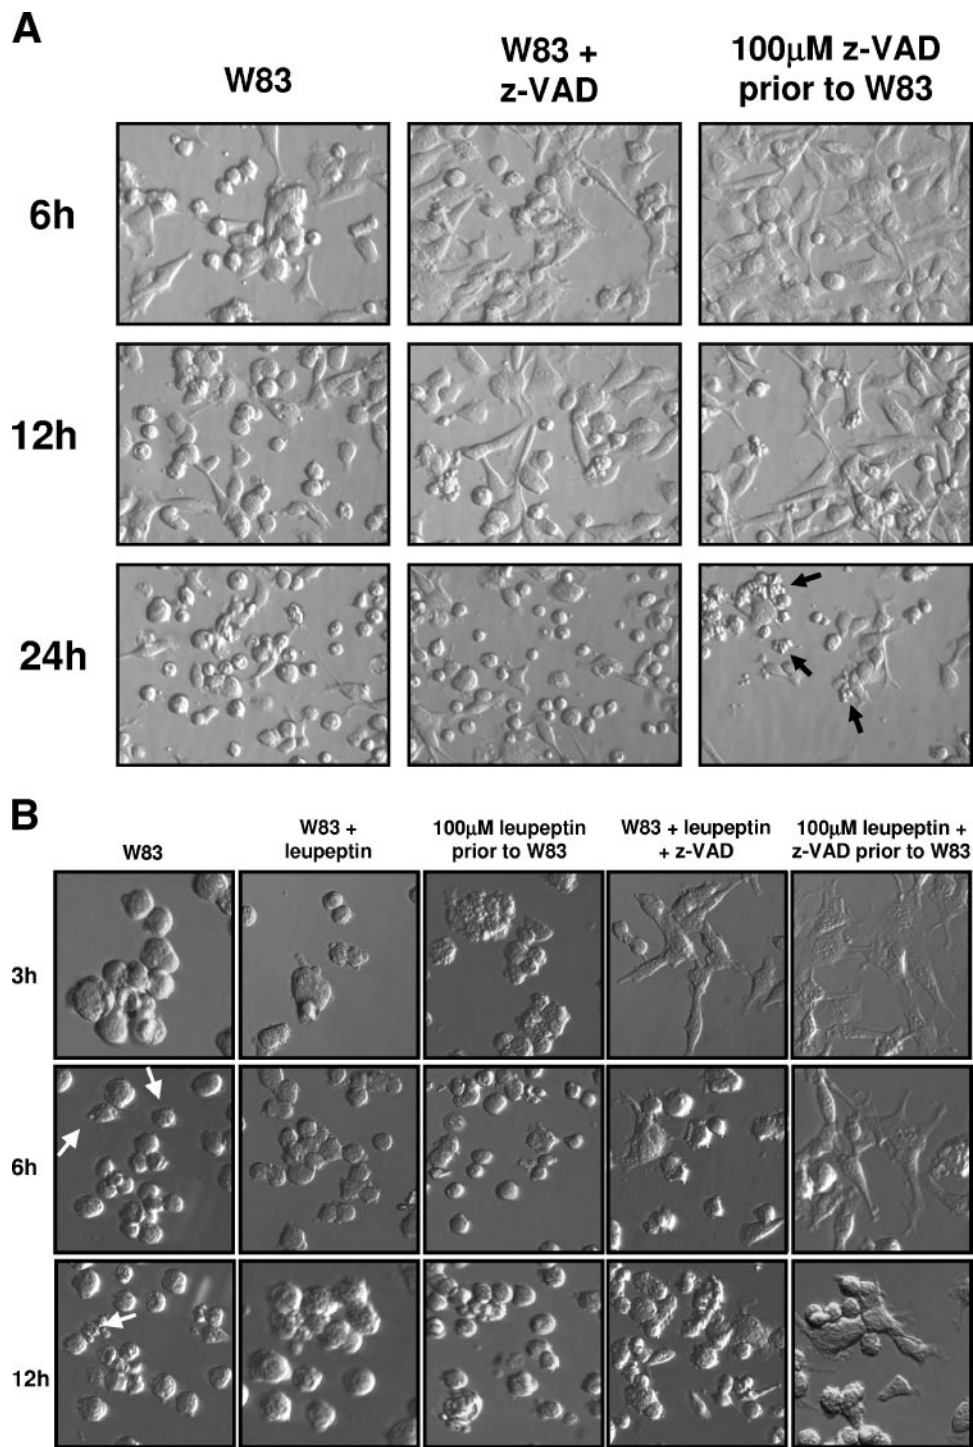 A
W83
W83 +
z-VAD
100μM z-VAD
prior to W83
6h
12h
24h
B
W83
W83 +
leupeptin
100μM leupeptin
prior to W83
W83 + leupeptin
+ z-VAD
100μM leupeptin +
z-VAD prior to W83
3h
6h
12h